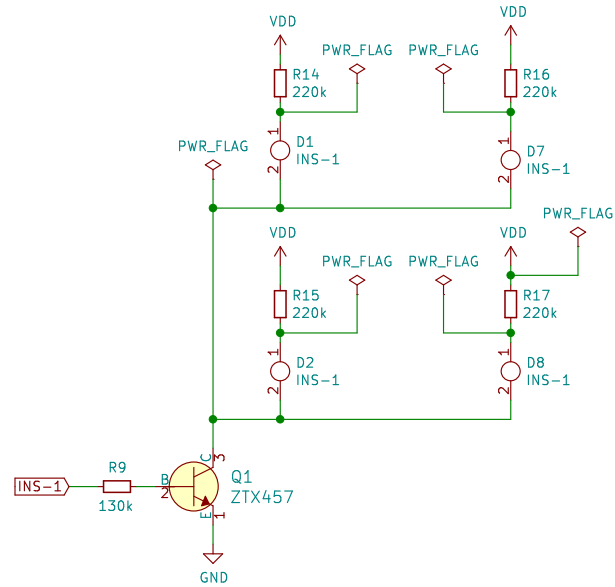 VDD
VDD
PWR_FLAG
PWR_FLAG
R14
220k
R16
220k
PWR_FLAG
1
D1
INS-1
2
1
D7
INS-1
2
PWR_FLAG
VDD
VDD
PWR_FLAG
PWR_FLAG
R15
220k
R17
220k
1
D2
INS-1
2
1
D8
INS-1
2
C
3
R9
INS-1
130k
B
2
Q1
ZTX457
E
1
GND